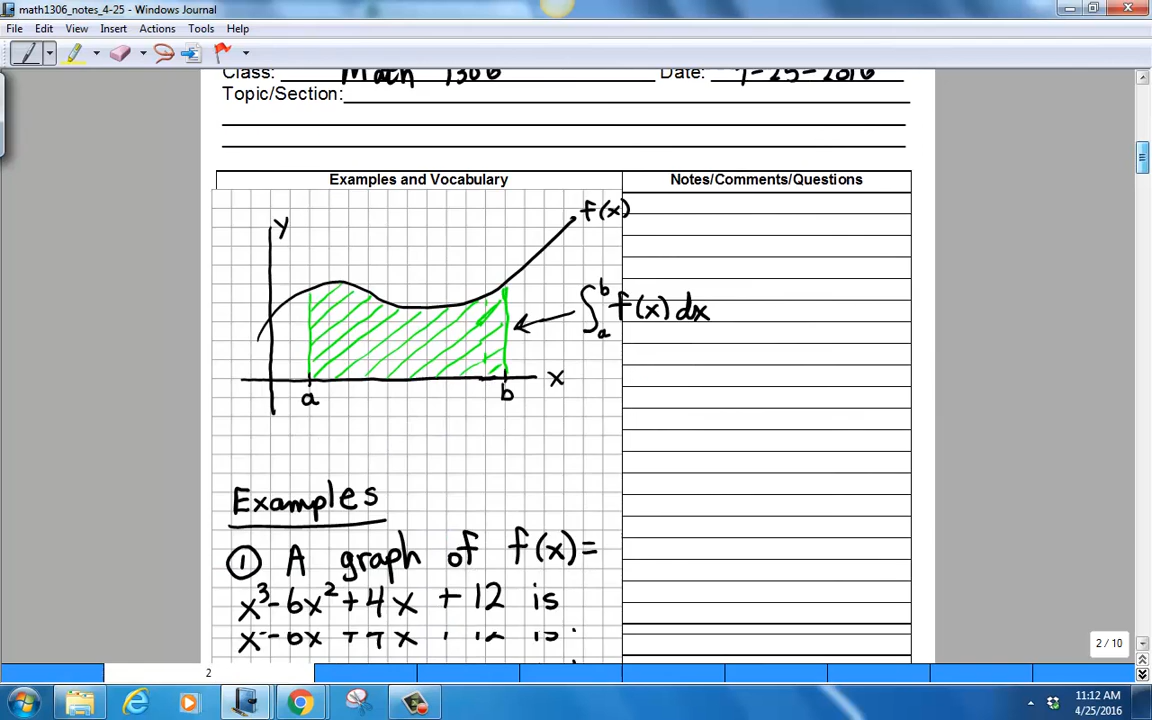 math1306_notes_4-25 - Windows Journal
File Edit View Insert Actions Tools Help
Class: Math 1306 Date: 4-25-2016
Topic/Section:
Examples and Vocabulary Notes/Comments/Questions
y
f(x)
∫_a^b f(x) dx
x
a b
Examples
① A graph of f(x)=
x³-6x²+4x + 12 is
2 / 10
2
11:12 AM
4/25/2016